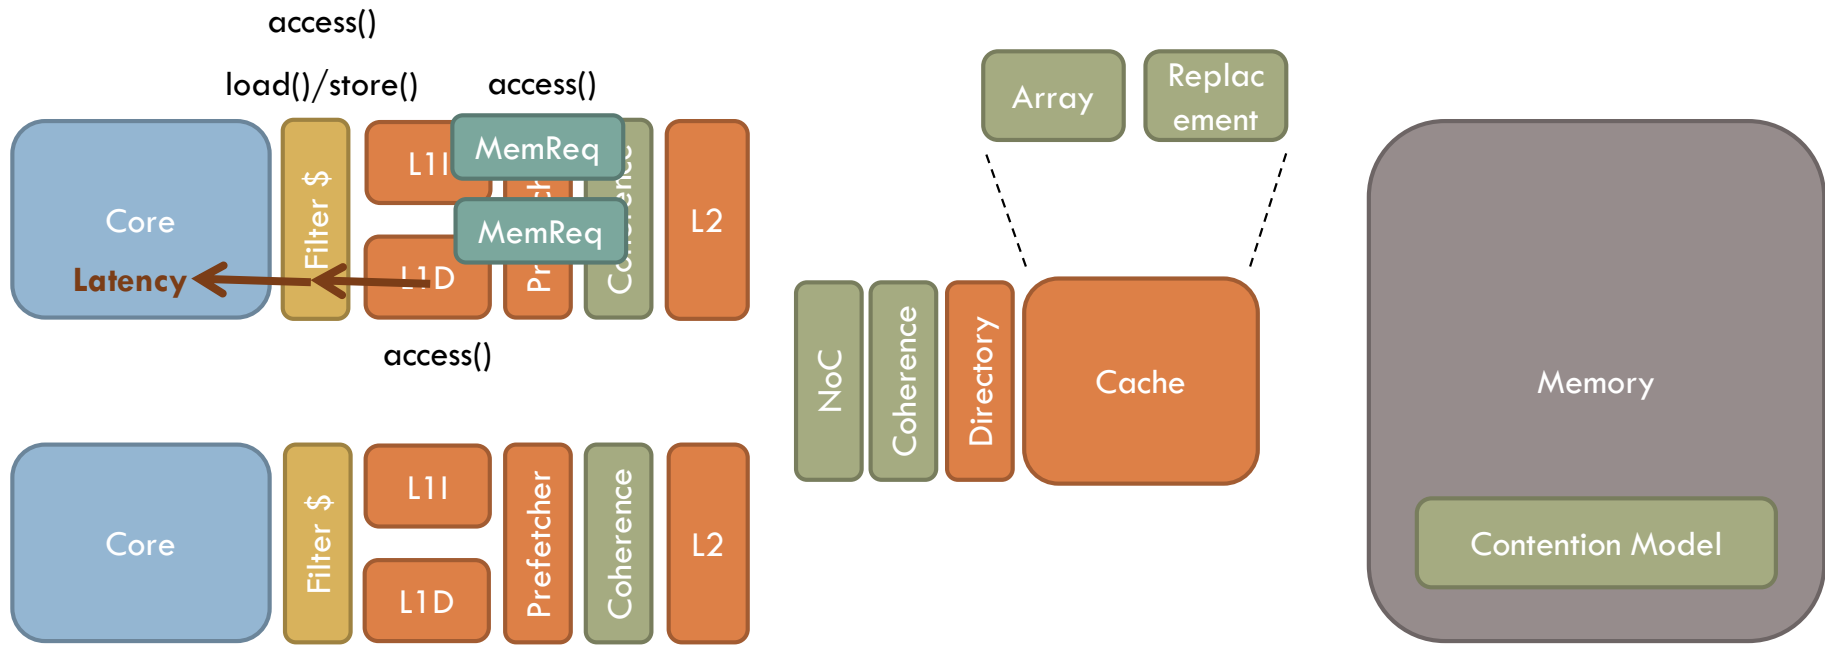 access()
load()/store()
access()
Core
Latency
Filter $
L1I
L1D
MemReq
MemReq
L2
access()
Core
Filter $
L1I
L1D
Prefetcher
Coherence
L2
Array
Replac
ement
NoC
Coherence
Directory
Cache
Memory
Contention Model